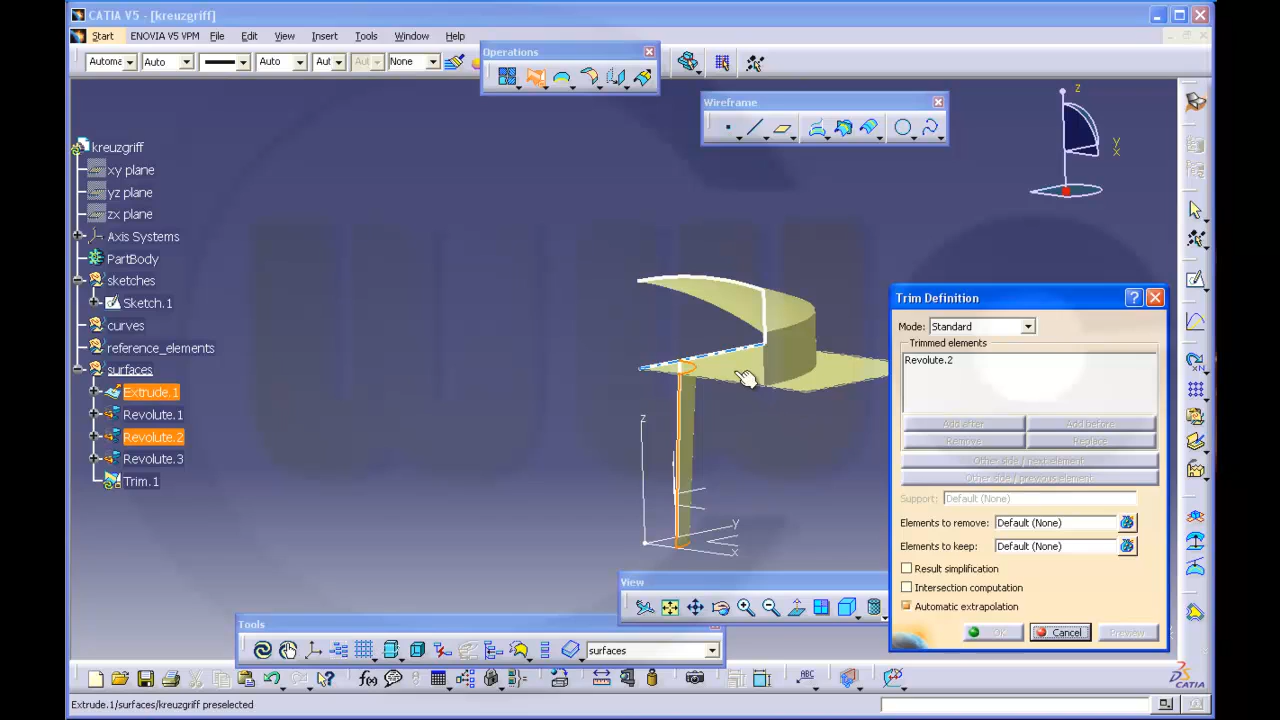 CATIA V5 - [kreuzgriff]
Start ENOVIA V5 VPM File Edit View Insert Tools Window Help
Automa Auto Auto Aut Aut None
Operations
Wireframe
z
y
x
kreuzgriff
xy plane
yz plane
zx plane
Axis Systems
PartBody
sketches
Sketch.1
curves
reference_elements
surfaces
Extrude.1
Revolute.1
Revolute.2
Revolute.3
Trim.1
Z
Y
X
Trim Definition
Mode: Standard
Trimmed elements
Revolute.2
Add after Add before
Remove Replace
Other side / next element
Other side / previous element
Support: Default (None)
Elements to remove: Default (None)
Elements to keep: Default (None)
Result simplification
Intersection computation
Automatic extrapolation
OK Cancel Preview
View
Tools
surfaces
f(x)
ABC
CATIA
Extrude.1/surfaces/kreuzgriff preselected